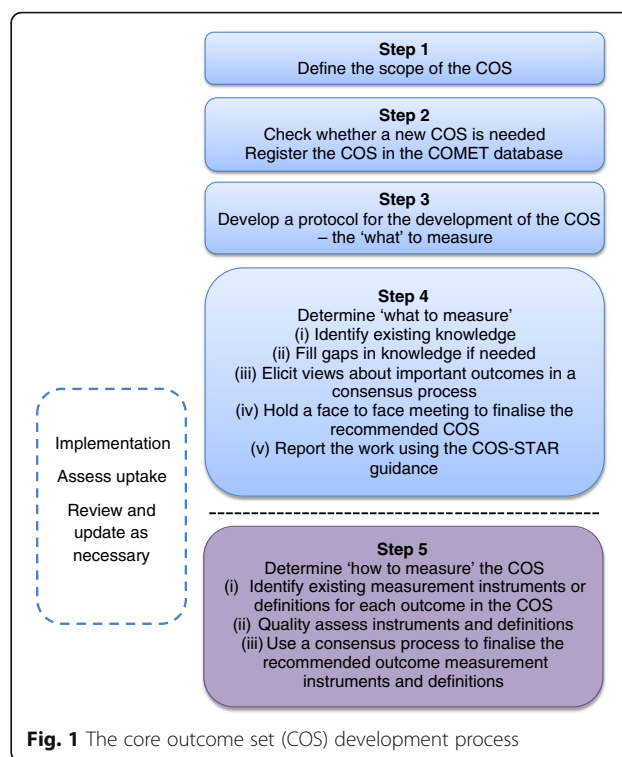 Step 1
Define the scope of the COS
Step 2
Check whether a new COS is needed
Register the COS in the COMET database
Step 3
Develop a protocol for the development of the COS
– the ‘what’ to measure
Step 4
Determine ‘what to measure’
(i) Identify existing knowledge
(ii) Fill gaps in knowledge if needed
(iii) Elicit views about important outcomes in a
consensus process
(iv) Hold a face to face meeting to finalise the
recommended COS
(v) Report the work using the COS-STAR
guidance
Implementation
Assess uptake
Review and
update as
necessary
Step 5
Determine ‘how to measure’ the COS
(i) Identify existing measurement instruments or
definitions for each outcome in the COS
(ii) Quality assess instruments and definitions
(iii) Use a consensus process to finalise the
recommended outcome measurement
instruments and definitions
Fig. 1 The core outcome set (COS) development process